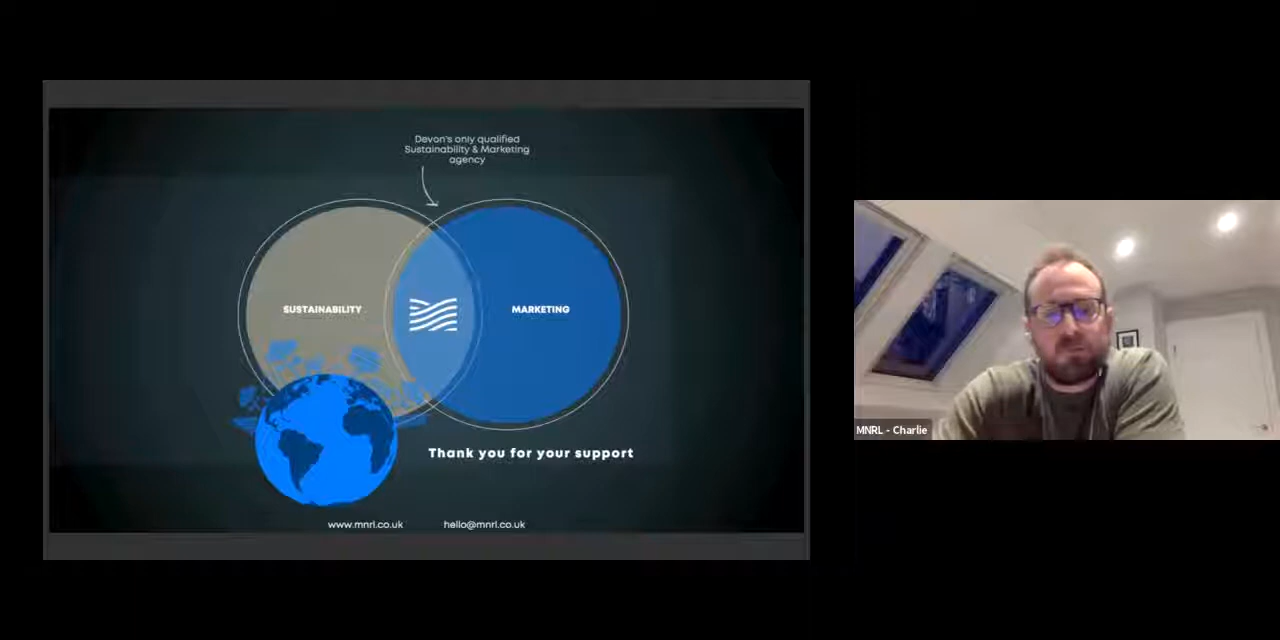 Devon's only qualified
Sustainability & Marketing
agency
SUSTAINABILITY
MARKETING
Thank you for your support
www.mnrl.co.uk
hello@mnrl.co.uk
MNRL - Charlie